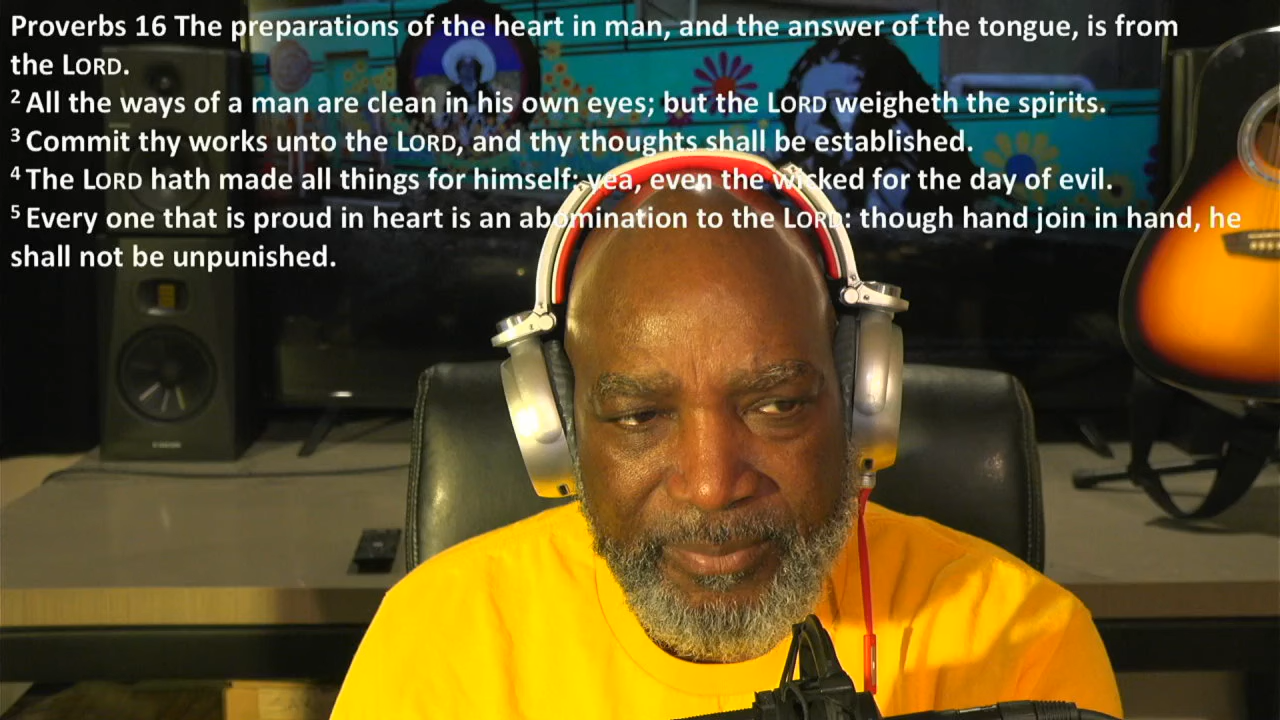 Proverbs 16 The preparations of the heart in man, and the answer of the tongue, is from
the LORD.
2 All the ways of a man are clean in his own eyes; but the LORD weigheth the spirits.
3 Commit thy works unto the LORD, and thy thoughts shall be established.
4 The LORD hath made all things for himself: yea, even the wicked for the day of evil.
5 Every one that is proud in heart is an abomination to the LORD: though hand join in hand, he
shall not be unpunished.